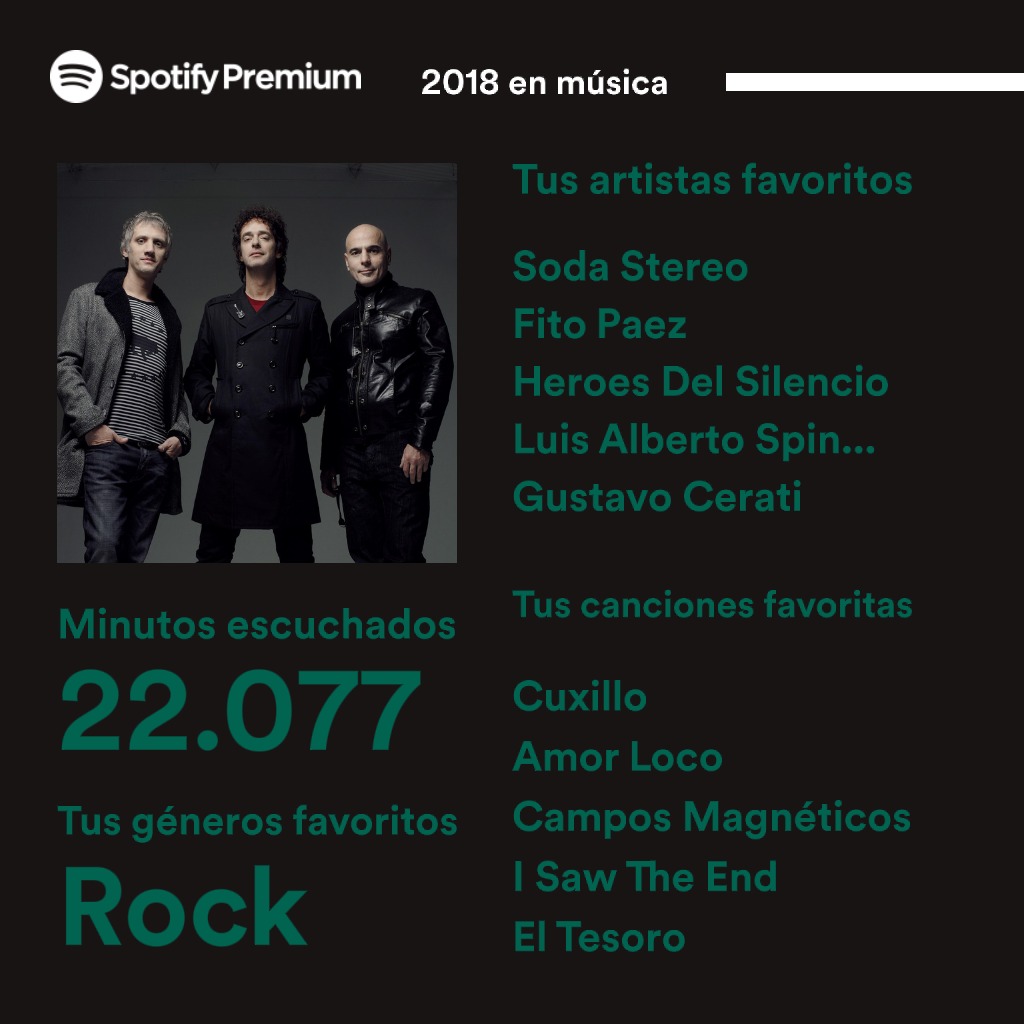 Spotify Premium
2018 en música
Tus artistas favoritos
Soda Stereo
Fito Paez
Heroes Del Silencio
Luis Alberto Spin...
Gustavo Cerati
Minutos escuchados
22.077
Tus géneros favoritos
Rock
Tus canciones favoritas
Cuxillo
Amor Loco
Campos Magnéticos
I Saw The End
El Tesoro